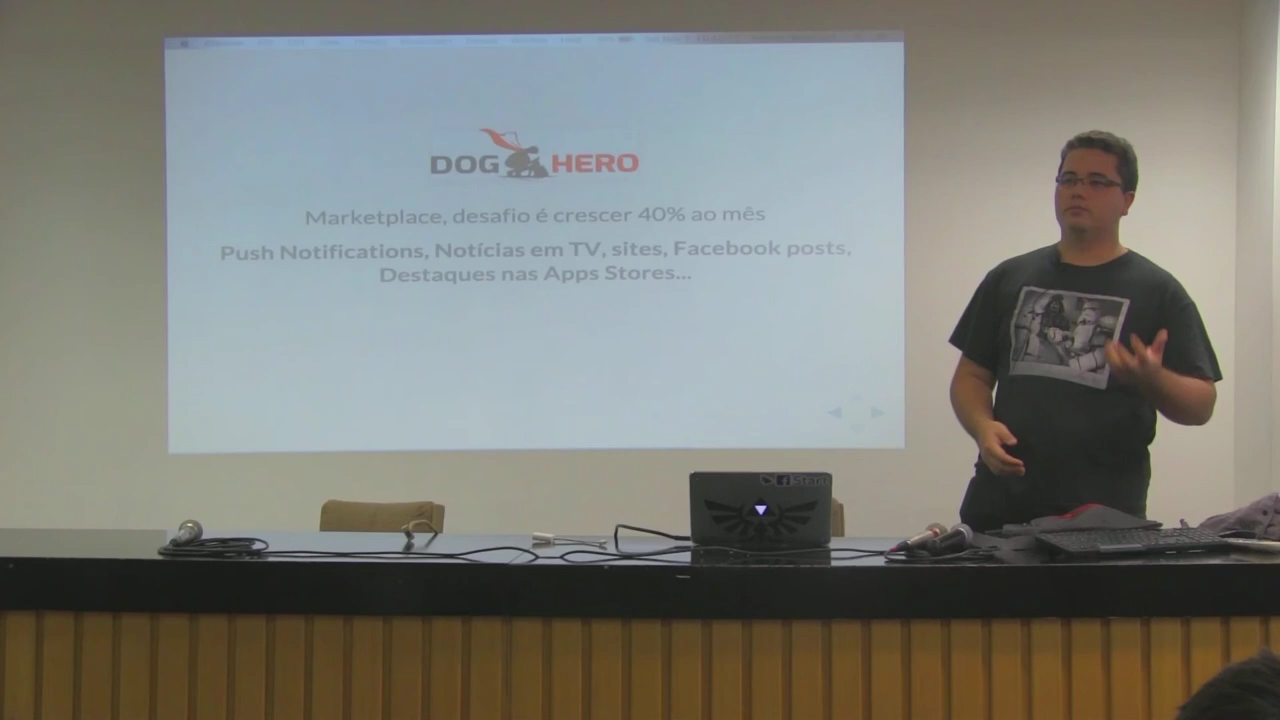 DOG HERO
Marketplace, desafio é crescer 40% ao mês
Push Notifications, Notícias em TV, sites, Facebook posts,
Destaques nas Apps Stores...